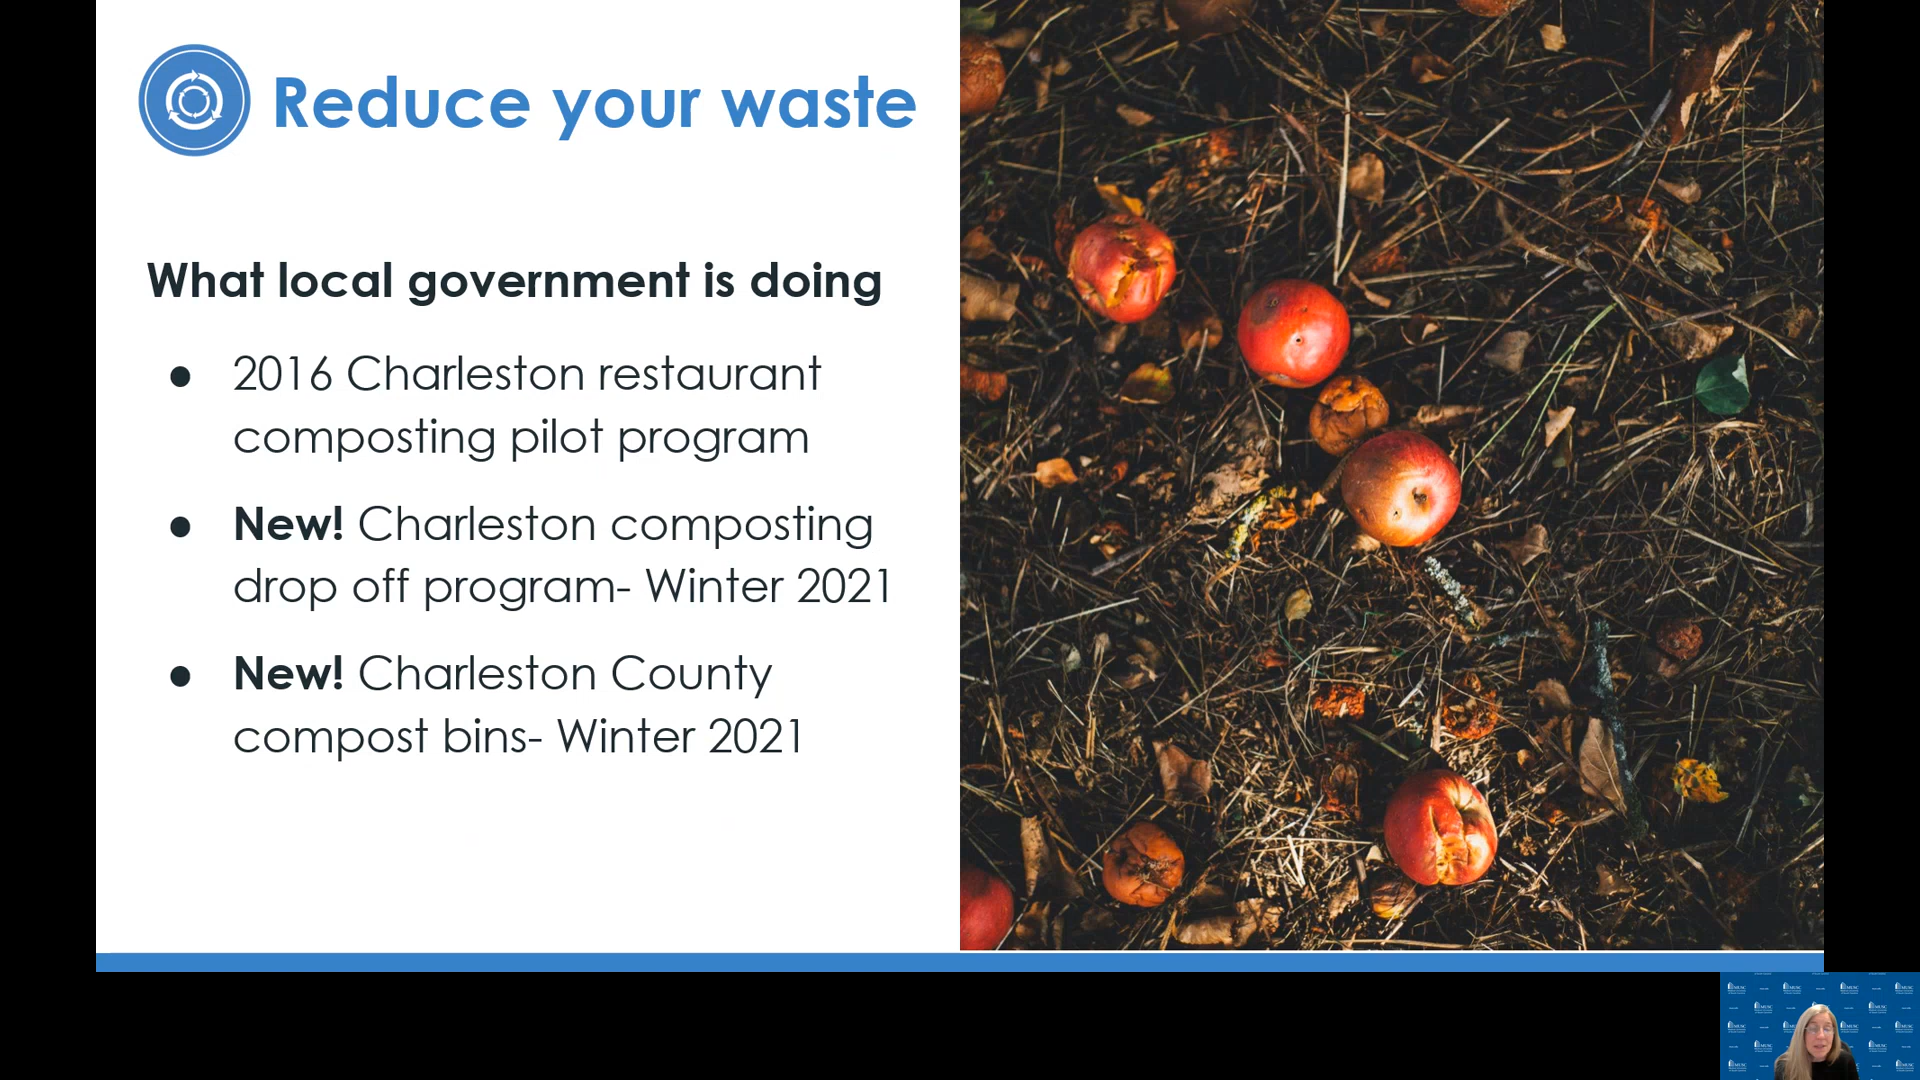 Reduce your waste
What local government is doing
● 2016 Charleston restaurant
composting pilot program
● New! Charleston composting
drop off program- Winter 2021
● New! Charleston County
compost bins- Winter 2021
MUSC